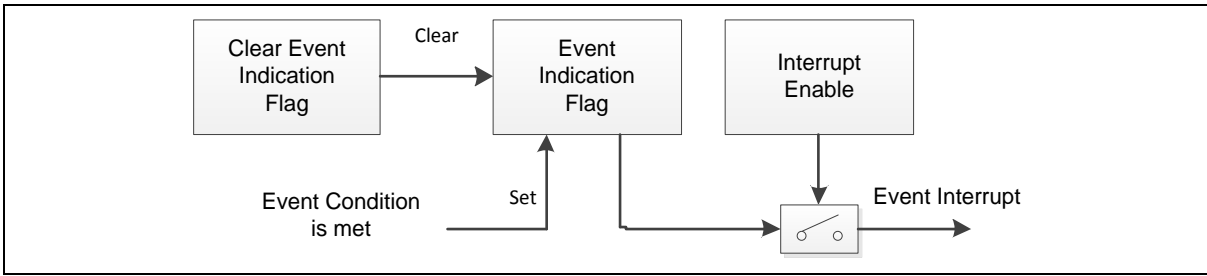 Clear Event
Indication
Flag
Clear
Event
Indication
Flag
Interrupt
Enable
Event Condition
is met
Set
Event Interrupt